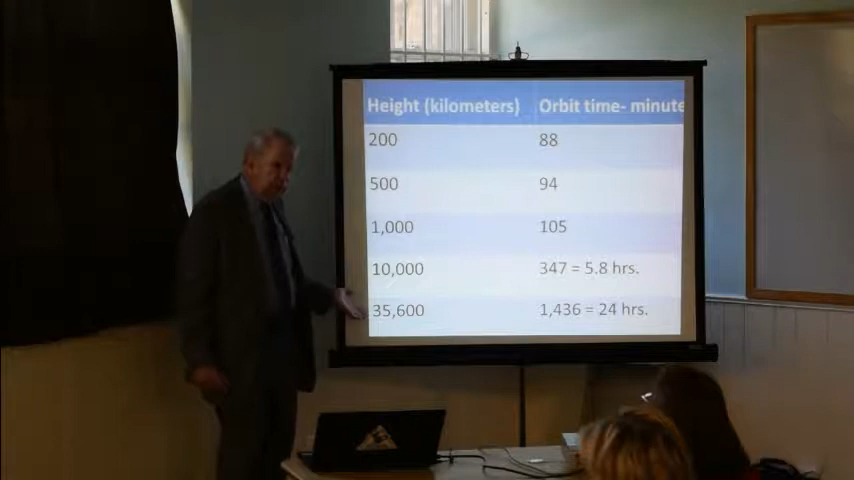 Height (kilometers) Orbit time- minute
200 88
500 94
1,000 105
10,000 347 = 5.8 hrs.
35,600 1,436 = 24 hrs.